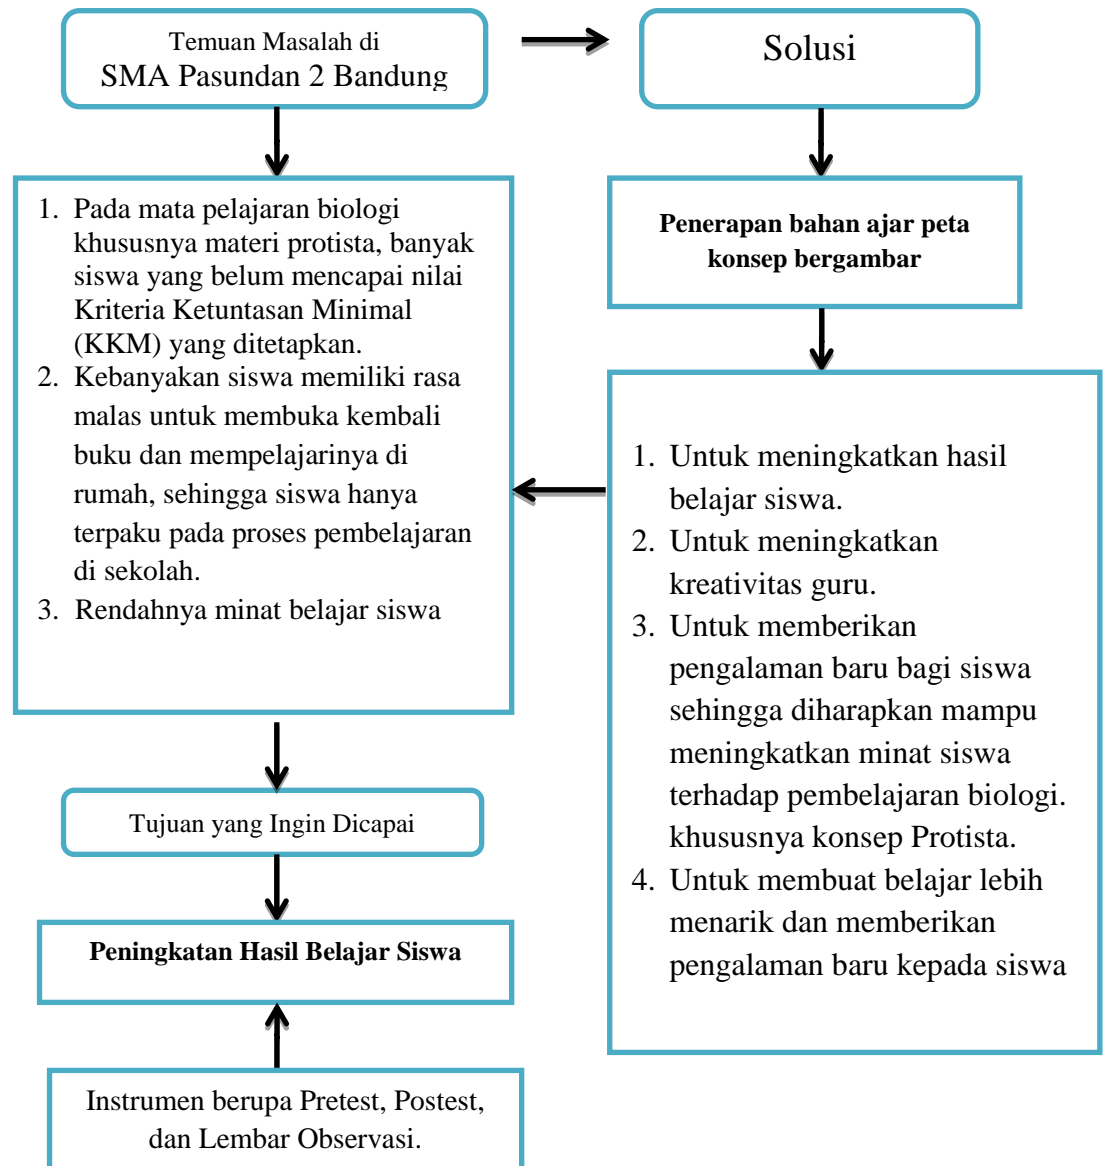 Temuan Masalah di
SMA Pasundan 2 Bandung
Solusi
1. Pada mata pelajaran biologi
khususnya materi protista, banyak
siswa yang belum mencapai nilai
Kriteria Ketuntasan Minimal
(KKM) yang ditetapkan.
2. Kebanyakan siswa memiliki rasa
malas untuk membuka kembali
buku dan mempelajarinya di
rumah, sehingga siswa hanya
terpaku pada proses pembelajaran
di sekolah.
3. Rendahnya minat belajar siswa
Penerapan bahan ajar peta
konsep bergambar
1. Untuk meningkatkan hasil
belajar siswa.
2. Untuk meningkatkan
kreativitas guru.
3. Untuk memberikan
pengalaman baru bagi siswa
sehingga diharapkan mampu
meningkatkan minat siswa
terhadap pembelajaran biologi.
khususnya konsep Protista.
4. Untuk membuat belajar lebih
menarik dan memberikan
pengalaman baru kepada siswa
Tujuan yang Ingin Dicapai
Peningkatan Hasil Belajar Siswa
Instrumen berupa Pretest, Postest,
dan Lembar Observasi.